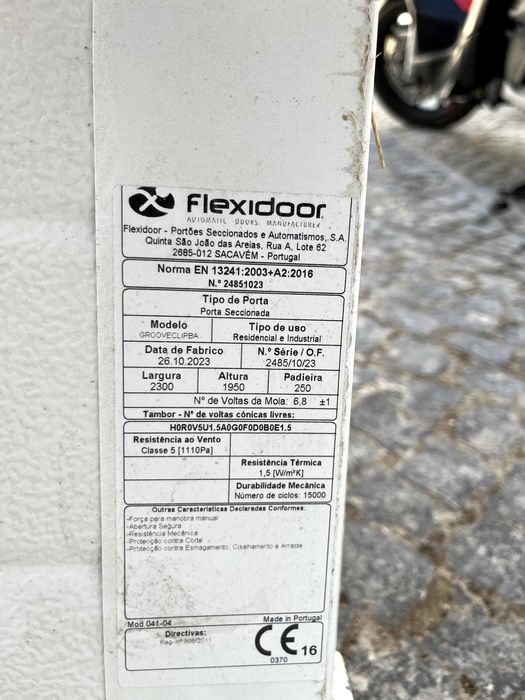 Flexidoor
AUTOMATIC DOORS MANUFACTURER
Flexidoor - Portões Seccionados e Automatismos, S.A.
Quinta São João das Areias, Rua A, Lote 62
2685-012 SACAVÉM - Portugal
Norma EN 13241:2003+A2:2016
N.º 24851023
Tipo de Porta
Porta Seccionada
Modelo
GROOVECLIPBA
Tipo de uso
Residencial e Industrial
Data de Fabrico
26.10.2023
N.º Série / O.F.
2485/10/23
Largura
2300
Altura
1950
Padieira
250
Nº de Voltas da Mola: 6,8 ±1
Tambor - Nº de voltas cónicas livres:
H0R0V5U1.5A0G0F0D0B0E1.5
Resistência ao Vento
Classe 5 [1110Pa]
Resistência Térmica
1,5 [W/m²K]
Durabilidade Mecânica
Número de ciclos: 15000
Outras Características Declaradas Conformes:
-Força para manobra manual
-Abertura Segura
-Resistência Mecânica
-Protecção contra Corte
-Protecção contra Esmagamento, Cisalhamento e Arraste
Mod 041-04
Made in Portugal
Directivas:
Reg. nº 305/2011
CE 16
0370